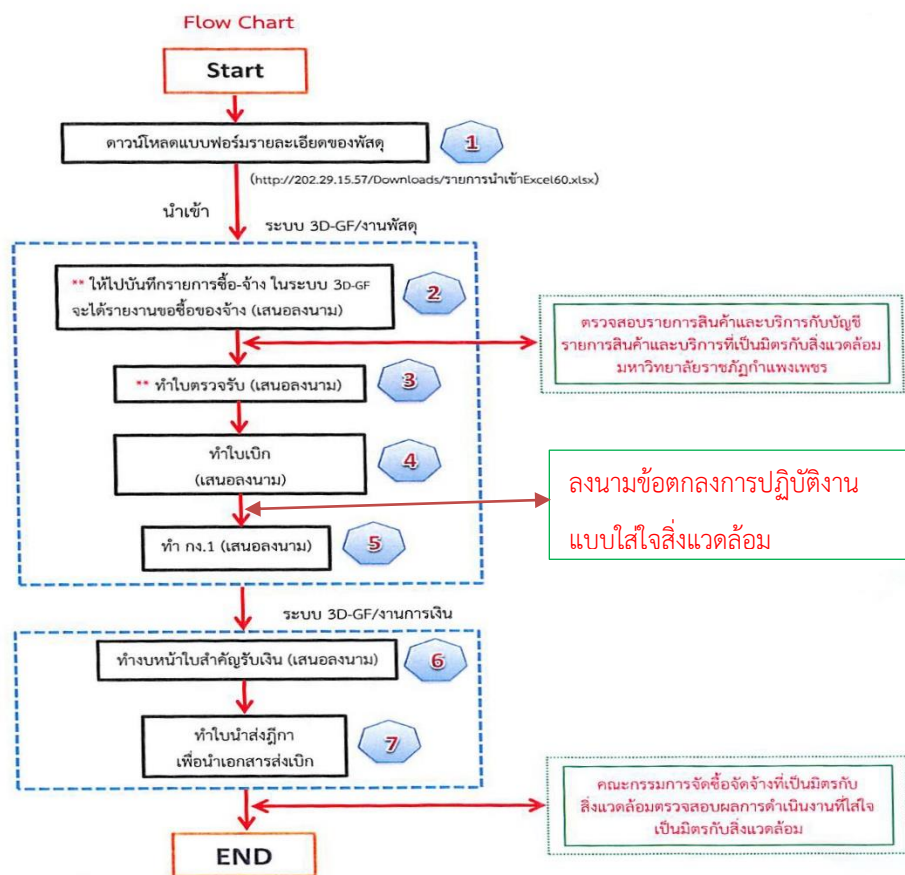 Flow Chart
Start
ดาวน์โหลดแบบฟอร์มรายละเอียดของพัสดุ
1
(http://202.29.15.57/Downloads/รายการนำเข้าExcel60.xlsx)
นำเข้า
ระบบ 3D-GF/งานพัสดุ
** ให้ไปบันทึกรายการซื้อ-จ้าง ในระบบ 3D-GF
จะได้รายงานขอซื้อของจ้าง (เสนอลงนาม)
2
ตรวจสอบรายการสินค้าและบริการกับบัญชี
รายการสินค้าและบริการที่เป็นมิตรกับสิ่งแวดล้อม
มหาวิทยาลัยราชภัฏกำแพงเพชร
** ทำใบตรวจรับ (เสนอลงนาม)
3
ทำใบเบิก
(เสนอลงนาม)
4
ลงนามข้อตกลงการปฏิบัติงาน
แบบใส่ใจสิ่งแวดล้อม
ทำ กง.1 (เสนอลงนาม)
5
ระบบ 3D-GF/งานการเงิน
ทำงบหน้าใบสำคัญรับเงิน (เสนอลงนาม)
6
ทำใบนำส่งฎีกา
เพื่อนำเอกสารส่งเบิก
7
คณะกรรมการจัดซื้อจัดจ้างที่เป็นมิตรกับ
สิ่งแวดล้อมตรวจสอบผลการดำเนินงานที่ใส่ใจ
เป็นมิตรกับสิ่งแวดล้อม
END